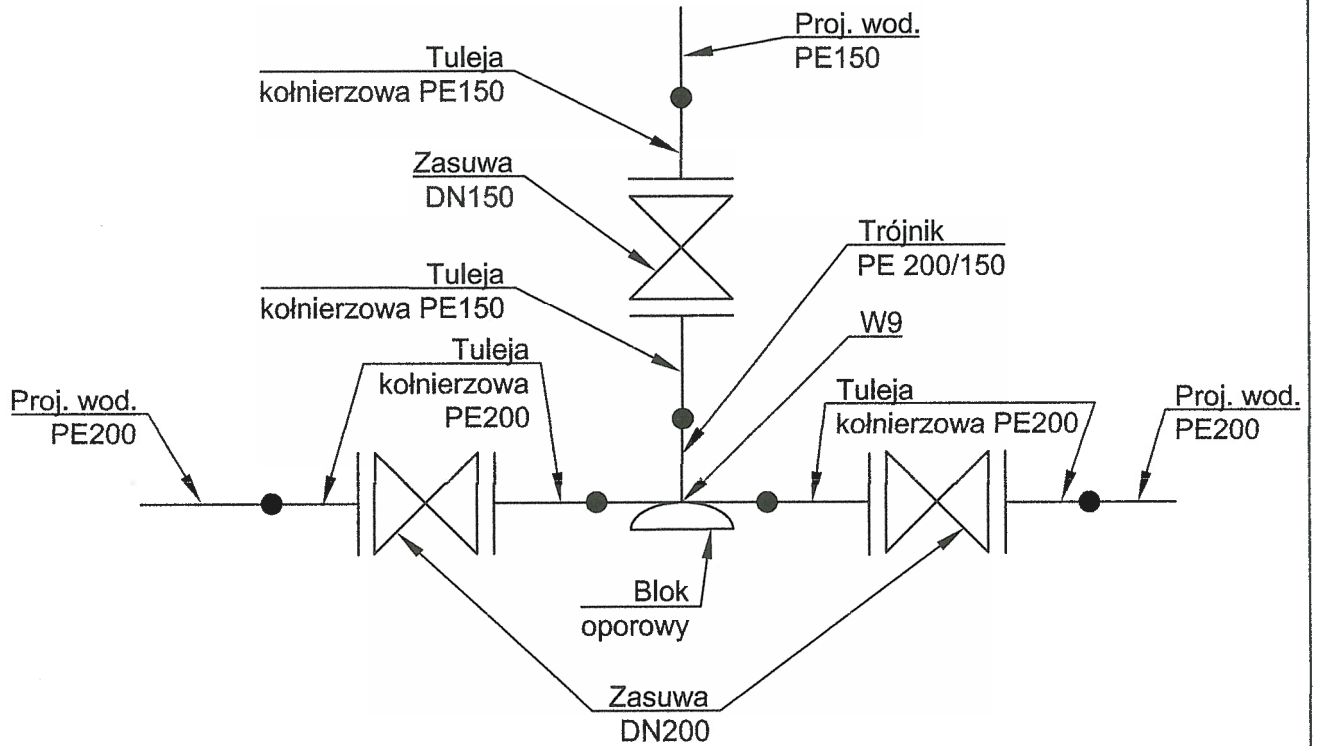 Proj. wod.
PE150
Tuleja
kołnierzowa PE150
Zasuwa
DN150
Trójnik
PE 200/150
Tuleja
kołnierzowa PE150
W9
Tuleja
kołnierzowa
PE200
Tuleja
kołnierzowa PE200
Proj. wod.
PE200
Proj. wod.
PE200
Blok
oporowy
Zasuwa
DN200